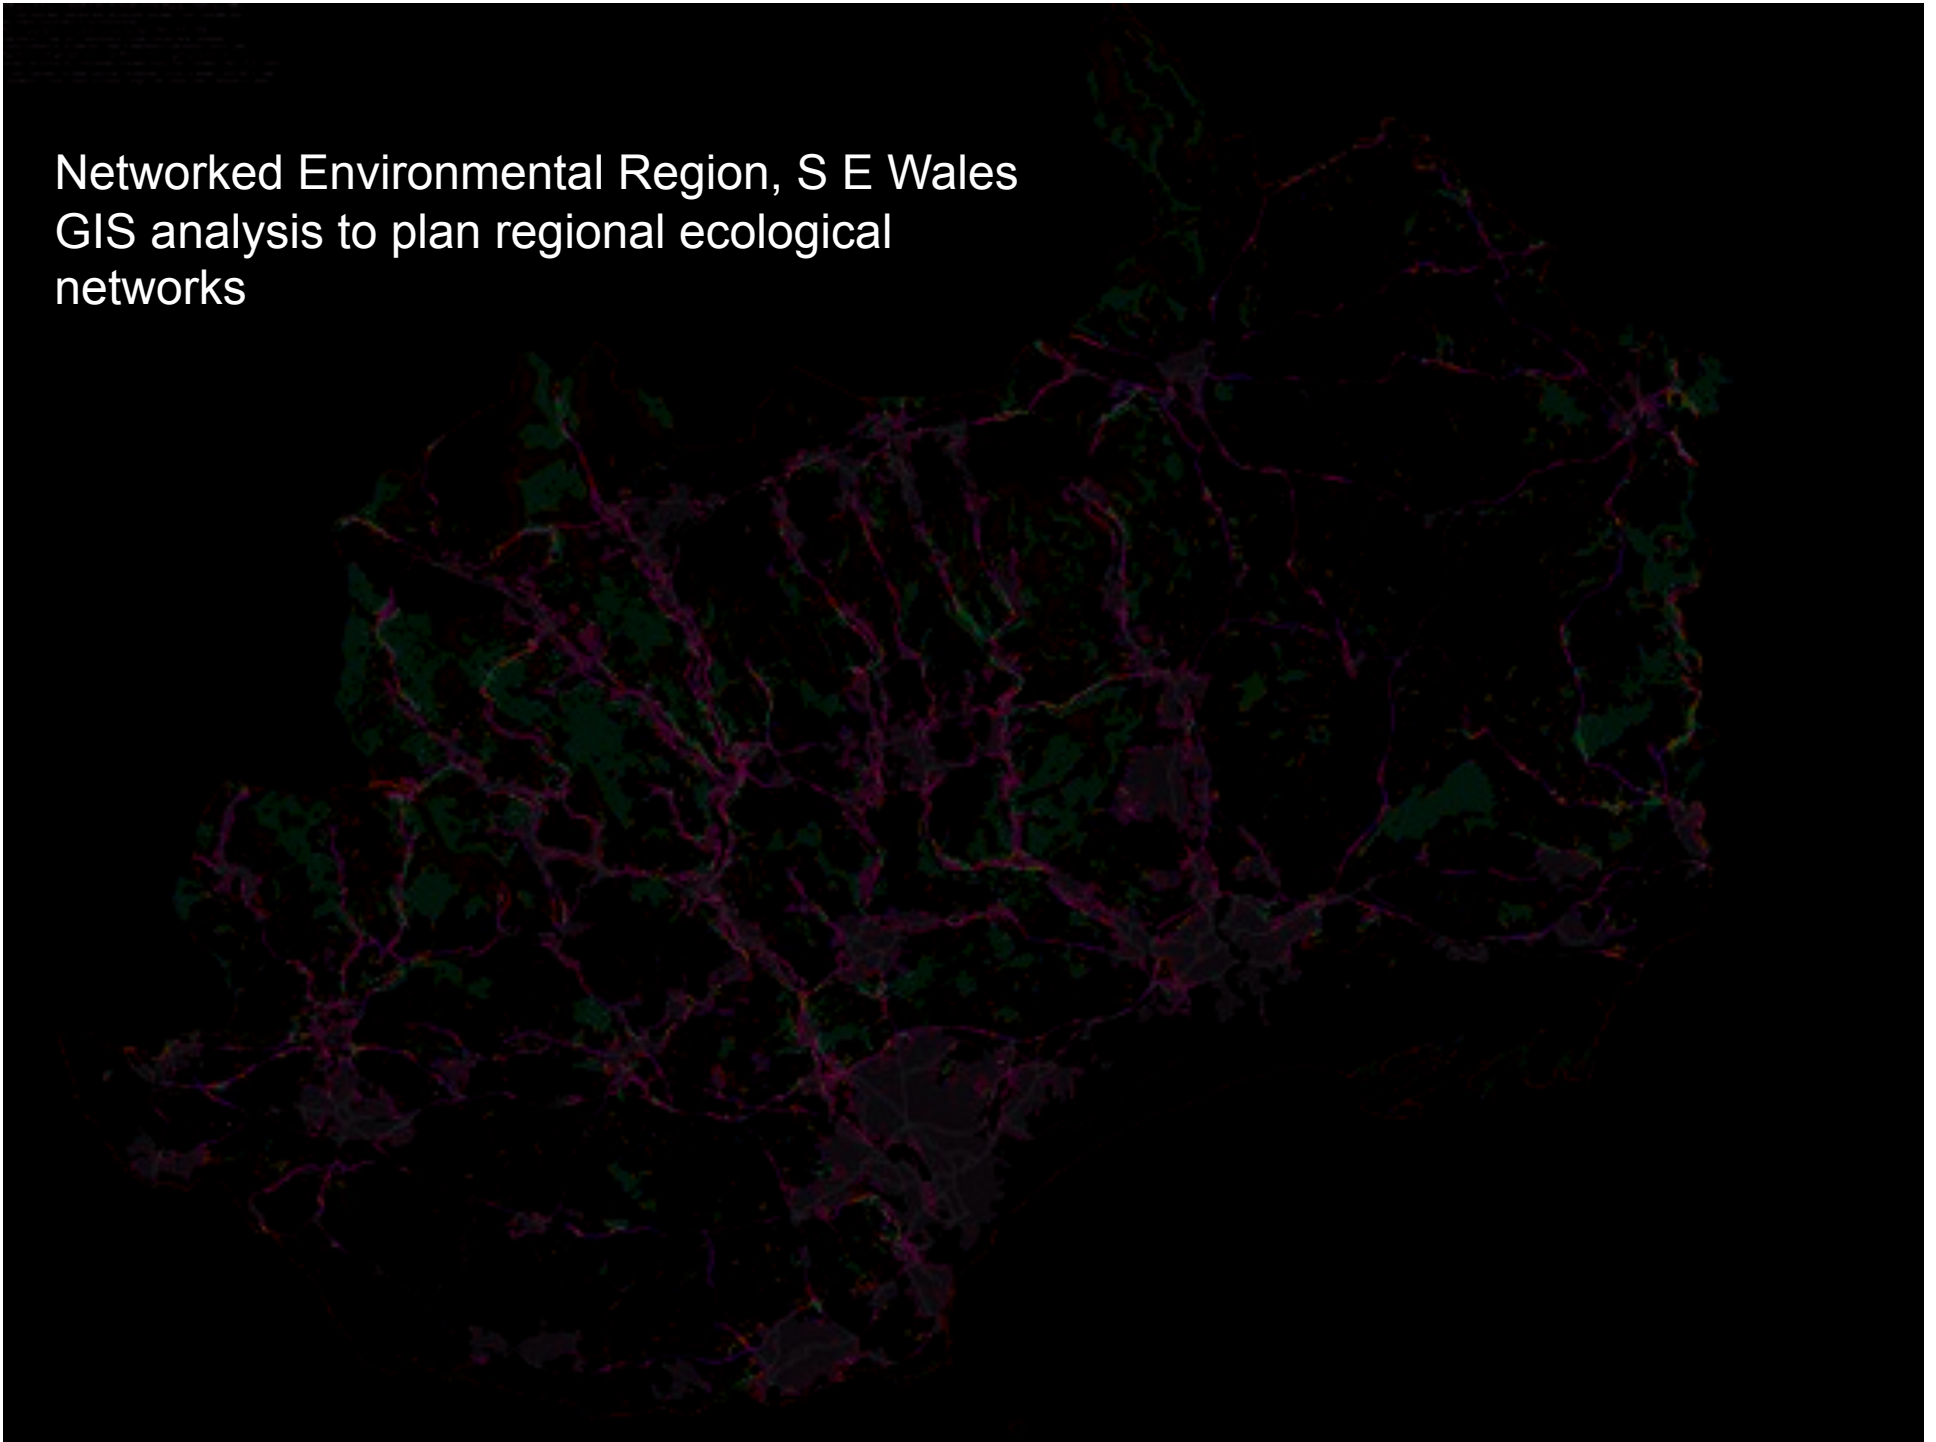 Networked Environmental Region, S E Wales
GIS analysis to plan regional ecological
networks